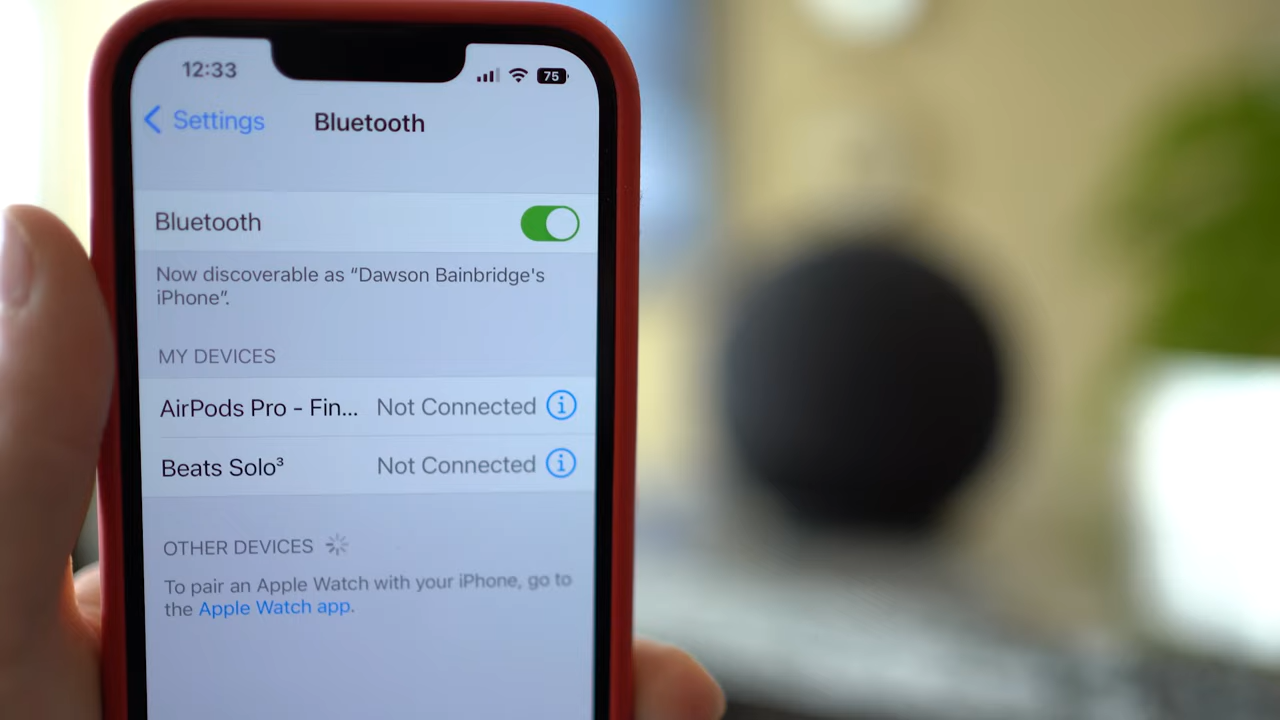 12:33 75
Settings Bluetooth
Bluetooth
Now discoverable as “Dawson Bainbridge's
iPhone”.
MY DEVICES
AirPods Pro - Fin... Not Connected
Beats Solo³ Not Connected
OTHER DEVICES
To pair an Apple Watch with your iPhone, go to
the Apple Watch app.